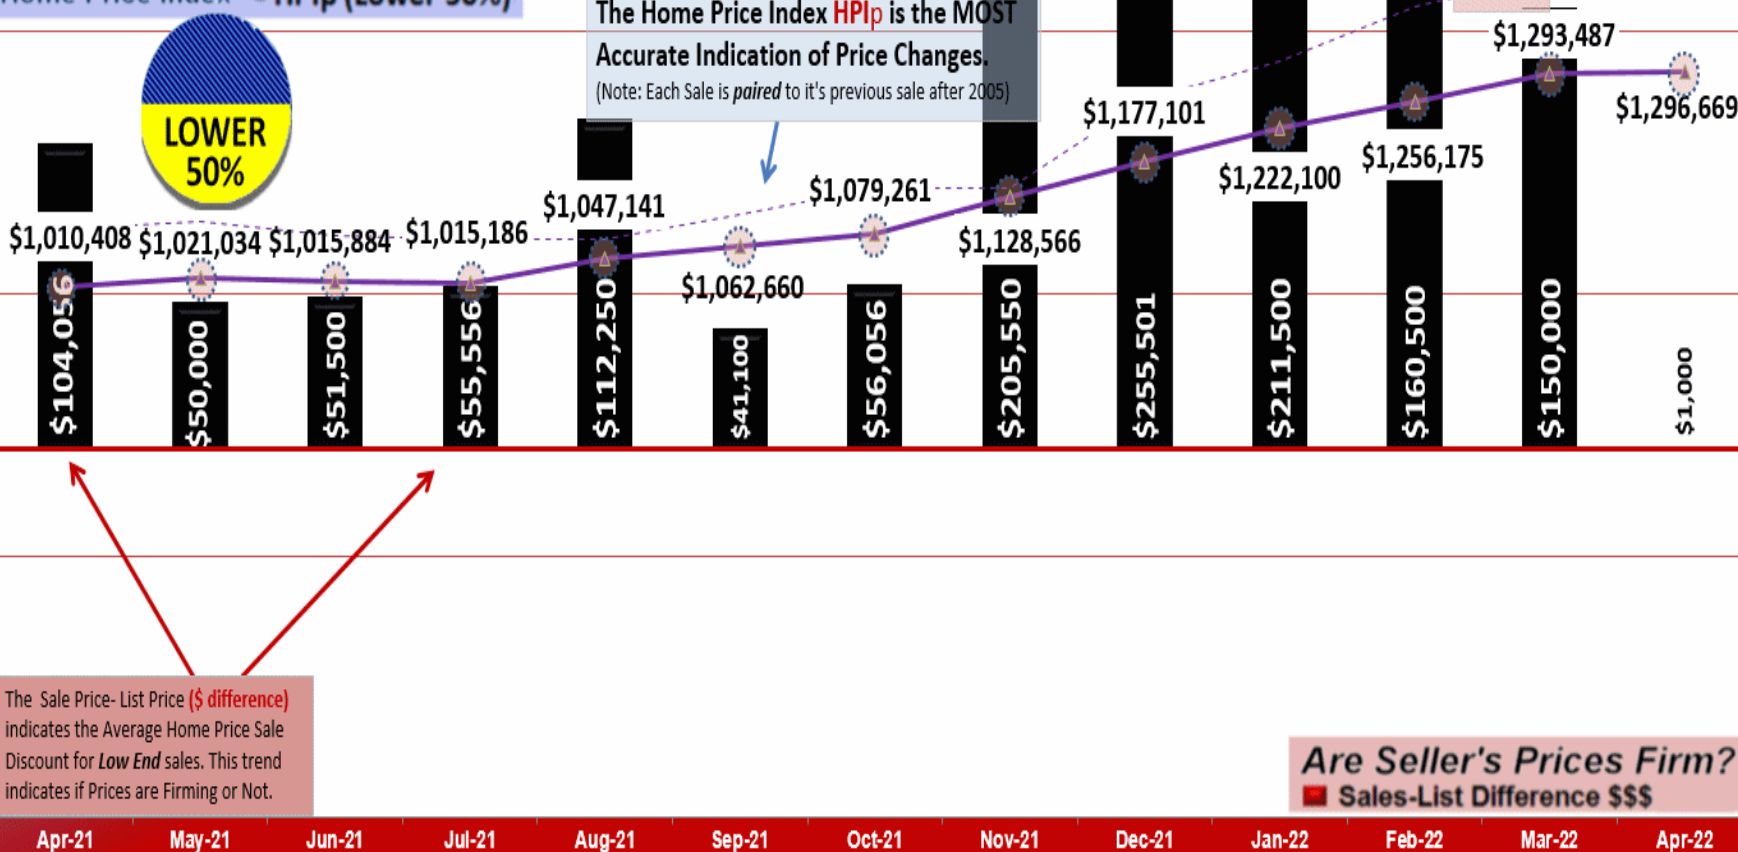 Home Price Index - HPIp (Lower 50%)
The Home Price Index HPIp is the MOST
Accurate Indication of Price Changes.
(Note: Each Sale is paired to it's previous sale after 2005)
LOWER
50%
$1,010,408
$1,021,034
$1,015,884
$1,015,186
$1,047,141
$1,062,660
$1,079,261
$1,128,566
$1,177,101
$1,222,100
$1,256,175
$1,293,487
$1,296,669
$104,056
$50,000
$51,500
$55,556
$112,250
$41,100
$56,056
$205,550
$255,501
$211,500
$160,500
$150,000
$1,000
The Sale Price- List Price ($ difference)
indicates the Average Home Price Sale
Discount for Low End sales. This trend
indicates if Prices are Firming or Not.
Are Seller's Prices Firm?
Sales-List Difference $$$
Apr-21 May-21 Jun-21 Jul-21 Aug-21 Sep-21 Oct-21 Nov-21 Dec-21 Jan-22 Feb-22 Mar-22 Apr-22